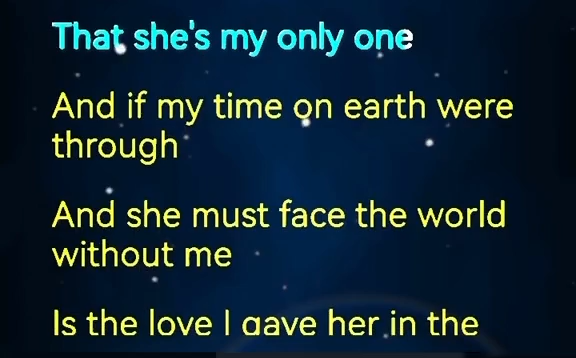 That she's my only one
And if my time on earth were
through
And she must face the world
without me
Is the love I gave her in the